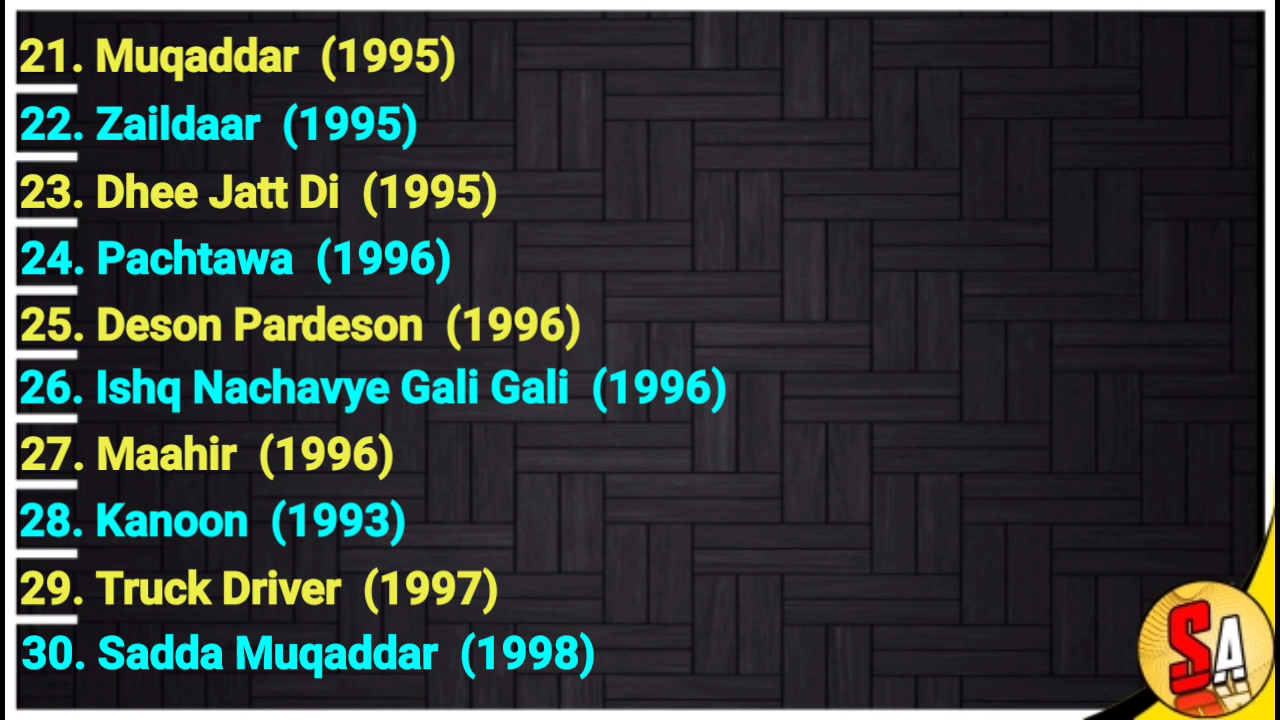 21. Muqaddar (1995)
22. Zaildaar (1995)
23. Dhee Jatt Di (1995)
24. Pachtawa (1996)
25. Deson Pardeson (1996)
26. Ishq Nachavye Gali Gali (1996)
27. Maahir (1996)
28. Kanoon (1993)
29. Truck Driver (1997)
30. Sadda Muqaddar (1998)
SA